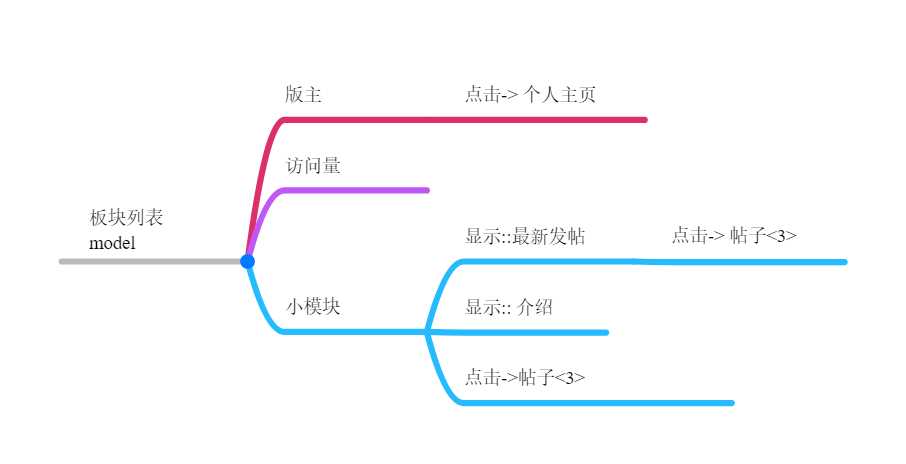 版主
点击-> 个人主页
访问量
板块列表
model
显示::最新发帖
点击-> 帖子<3>
小模块
显示:: 介绍
点击->帖子<3>